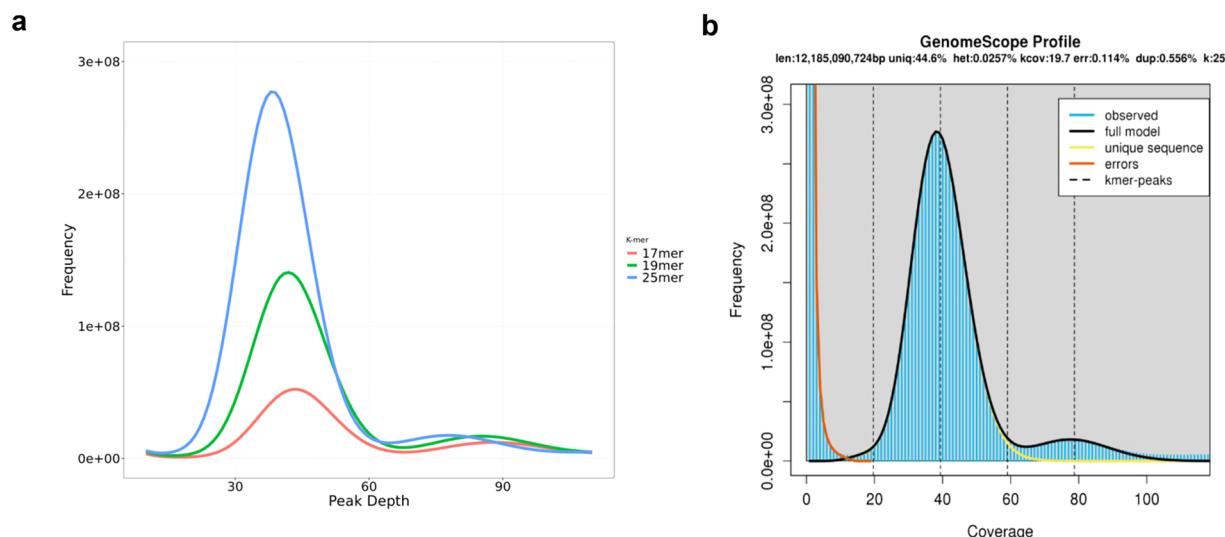 a
3e+08
2e+08
1e+08
0e+00
Frequency
30
60
90
Peak Depth
K-mer
17mer
19mer
25mer
b
GenomeScope Profile
len:12,185,090,724bp uniq:44.6% het:0.0257% kcov:19.7 err:0.114% dup:0.556% k:25
3.0e+08
2.0e+08
1.0e+08
0.0e+00
Frequency
observed
full model
unique sequence
errors
kmer-peaks
0
20
40
60
80
100
Coverage